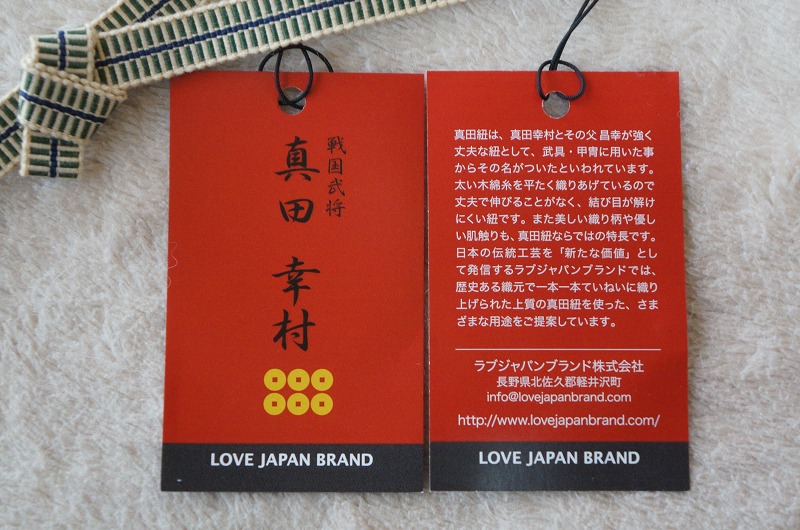 戦国武将
真田 幸村
LOVE JAPAN BRAND
真田紐は、真田幸村とその父 昌幸が強く
丈夫な紐として、武具・甲冑に用いた事
からその名がついたといわれています。
太い木綿糸を平たく織りあげているので
丈夫で伸びることがなく、結び目が解け
にくい紐です。また美しい織り柄や優し
い肌触りも、真田紐ならではの特長です。
日本の伝統工芸を「新たな価値」とし
て発信するラブジャパンブランドでは、
歴史ある織元で一本一本ていねいに織り
上げられた上質の真田紐を使った、さま
ざまな用途をご提案しています。
ラブジャパンブランド株式会社
長野県北佐久郡軽井沢町
info@lovejapanbrand.com
http://www.lovejapanbrand.com/
LOVE JAPAN BRAND